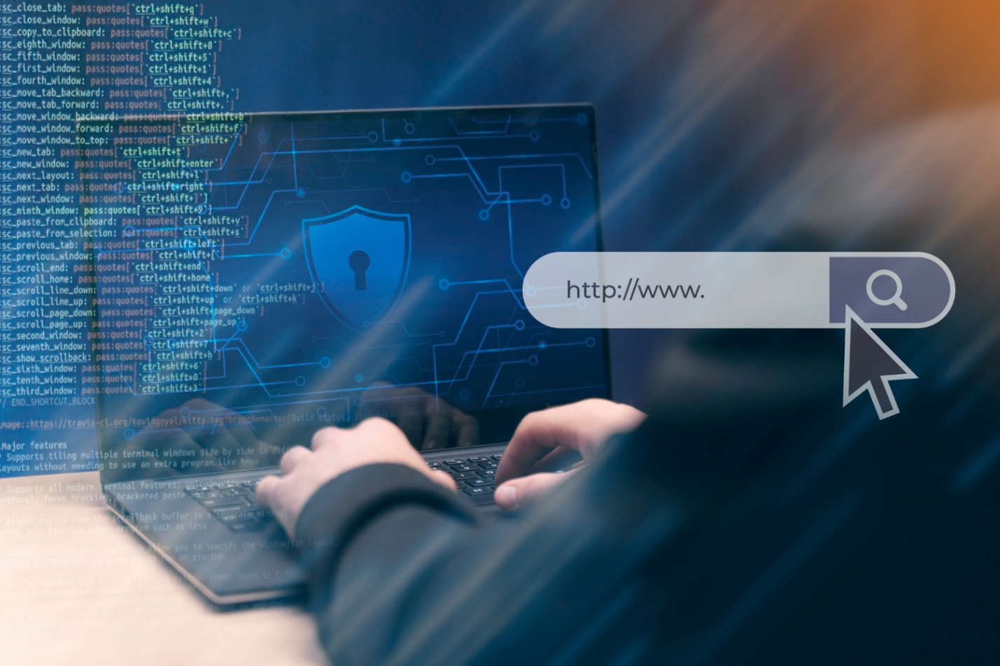 :sc_close_tab: pass:quotes[`ctrl+shift+q`]
:sc_close_window: pass:quotes[`ctrl+shift+w`]
:sc_copy_to_clipboard: pass:quotes[`ctrl+shift+c`]
:sc_eighth_window: pass:quotes[`ctrl+shift+8`]
:sc_fifth_window: pass:quotes[`ctrl+shift+5`]
:sc_first_window: pass:quotes[`ctrl+shift+1`]
:sc_fourth_window: pass:quotes[`ctrl+shift+4`]
:sc_move_tab_backward: pass:quotes[`ctrl+shift+,`]
:sc_move_tab_forward: pass:quotes[`ctrl+shift+.`]
:sc_move_window_backward: pass:quotes[`ctrl+shift+b`]
:sc_move_window_forward: pass:quotes[`ctrl+shift+f`]
:sc_move_window_to_top: pass:quotes[`ctrl+shift+``]
:sc_new_tab: pass:quotes[`ctrl+shift+t`]
:sc_new_window: pass:quotes[`ctrl+shift+enter`]
:sc_next_layout: pass:quotes[`ctrl+shift+l`]
:sc_next_tab: pass:quotes[`ctrl+shift+right`]
:sc_next_window: pass:quotes[`ctrl+shift+]`]
:sc_ninth_window: pass:quotes[`ctrl+shift+9`]
:sc_paste_from_clipboard: pass:quotes[`ctrl+shift+v`]
:sc_paste_from_selection: pass:quotes[`ctrl+shift+s`]
:sc_previous_tab: pass:quotes[`ctrl+shift+left`]
:sc_previous_window: pass:quotes[`ctrl+shift+[`]
:sc_scroll_end: pass:quotes[`ctrl+shift+end`]
:sc_scroll_home: pass:quotes[`ctrl+shift+home`]
:sc_scroll_line_down: pass:quotes[`ctrl+shift+down` or `ctrl+shift+j`]
:sc_scroll_line_up: pass:quotes[`ctrl+shift+up` or `ctrl+shift+k`]
:sc_scroll_page_down: pass:quotes[`ctrl+shift+page_down`]
:sc_scroll_page_up: pass:quotes[`ctrl+shift+page_up`]
:sc_second_window: pass:quotes[`ctrl+shift+2`]
:sc_seventh_window: pass:quotes[`ctrl+shift+7`]
:sc_show_scrollback: pass:quotes[`ctrl+shift+h`]
:sc_sixth_window: pass:quotes[`ctrl+shift+6`]
:sc_tenth_window: pass:quotes[`ctrl+shift+0`]
:sc_third_window: pass:quotes[`ctrl+shift+3`]
// END_SHORTCUT_BLOCK
image::https://travis-ci.org/kovidgoyal/kitty.svg?branch=master[Build status,
.Major features
* Supports tiling multiple terminal windows side by side in
layouts without needing to use an extra program like tmux
* Supports all modern terminal features: unicode,
protocol, focus tracking, bracketed paste and so
* Allows you to view the scrollback buffer in a separate window
using your favorite program such as less
allow you to specify the window/tab layout,
on startup.
inner loops in C for
http://www.